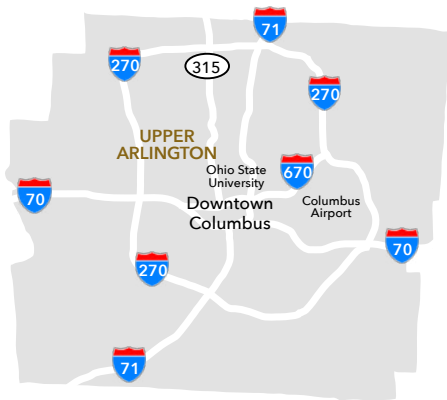 71
270
315
270
UPPER
ARLINGTON
Ohio State
University
670
70
Downtown
Columbus
Columbus
Airport
70
270
71